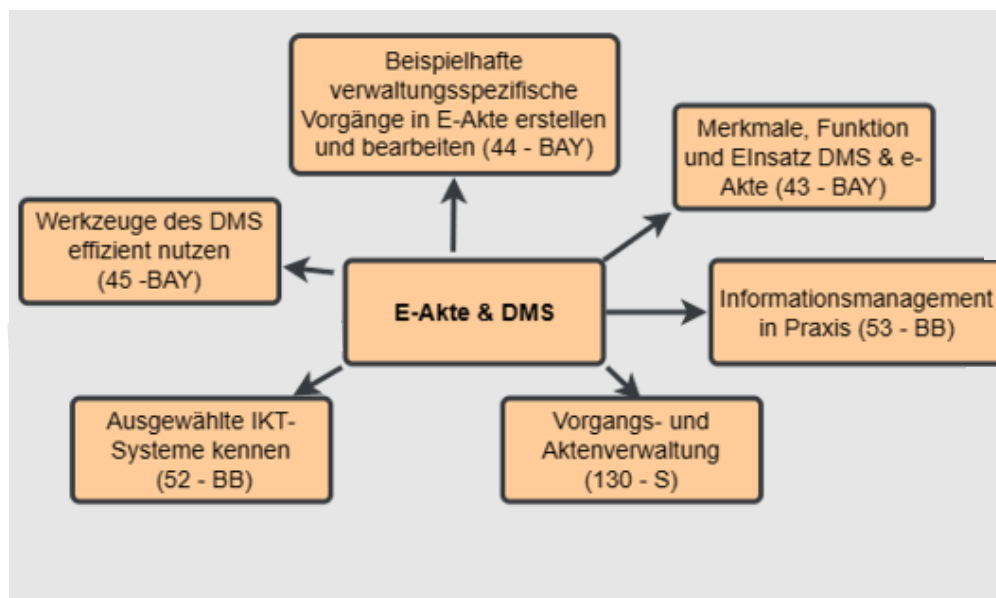 Beispielhafte
verwaltungsspezifische
Vorgänge in E-Akte erstellen
und bearbeiten (44 - BAY)
Merkmale, Funktion
und EInsatz DMS & e-
Akte (43 - BAY)
Werkzeuge des DMS
effizient nutzen
(45 -BAY)
E-Akte & DMS
Informationsmanagement
in Praxis (53 - BB)
Ausgewählte IKT-
Systeme kennen
(52 - BB)
Vorgangs- und
Aktenverwaltung
(130 - S)